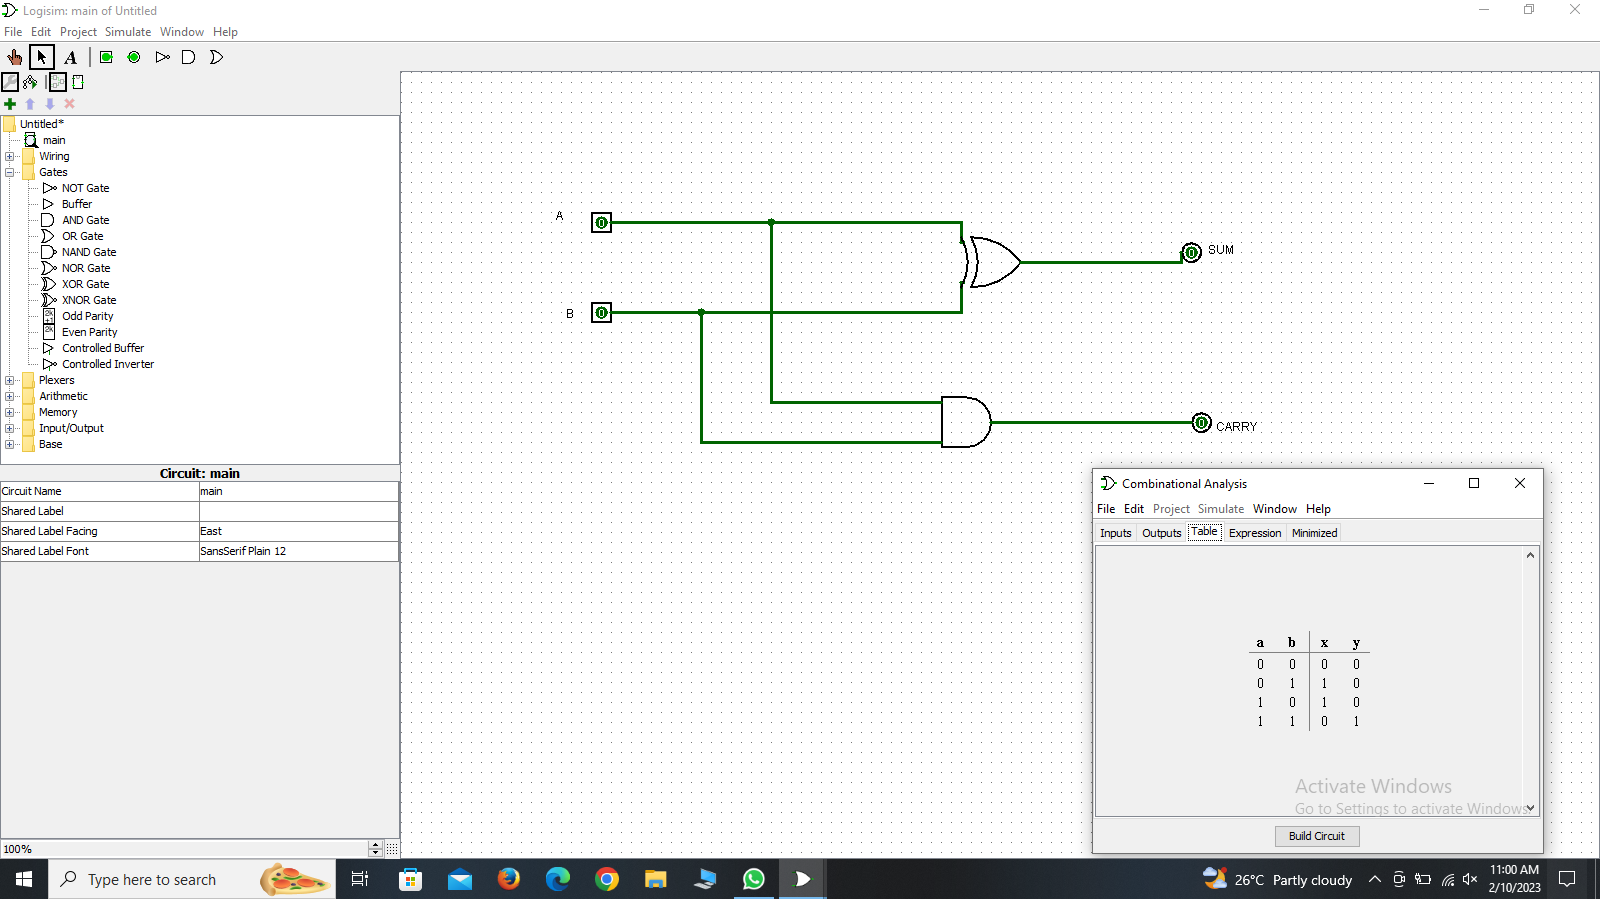 Logisim: main of Untitled
File Edit Project Simulate Window Help
A
Untitled*
main
Wiring
Gates
NOT Gate
Buffer
AND Gate
OR Gate
NAND Gate
NOR Gate
XOR Gate
XNOR Gate
Odd Parity
Even Parity
Controlled Buffer
Controlled Inverter
Plexers
Arithmetic
Memory
Input/Output
Base
Circuit: main
Circuit Name main
Shared Label
Shared Label Facing East
Shared Label Font SansSerif Plain 12
100%
A 0
B 0
0 SUM
0 CARRY
Combinational Analysis
File Edit Project Simulate Window Help
Inputs Outputs Table Expression Minimized
a b x y
0 0 0 0
0 1 1 0
1 0 1 0
1 1 0 1
Activate Windows
Go to Settings to activate Windows.
Build Circuit
Type here to search
26°C Partly cloudy
11:00 AM
2/10/2023